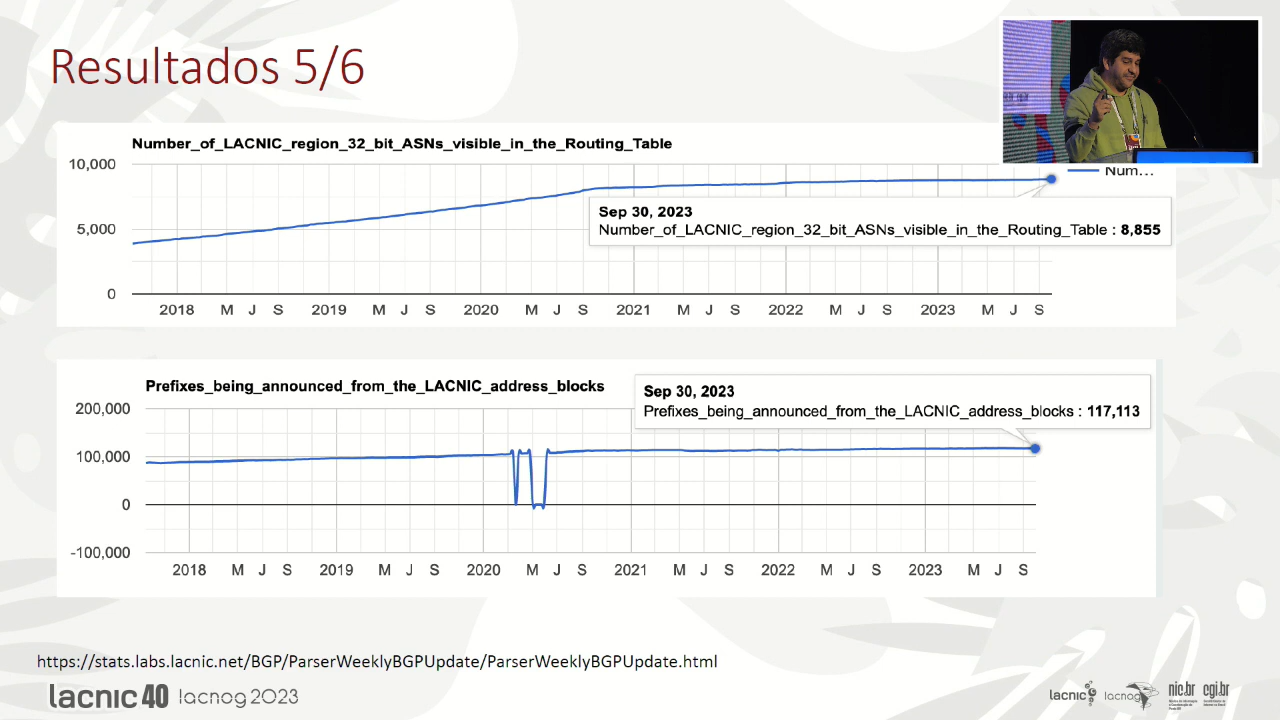 Resultados 5/6
Number_of_LACNIC_region_32_bit_ASNs_visible_in_the_Routing_Table
10,000
Num...
Sep 30, 2023
Number_of_LACNIC_region_32_bit_ASNs_visible_in_the_Routing_Table : 8,855
5,000
0
2018 M J S 2019 M J S 2020 M J S 2021 M J S 2022 M J S 2023 M J S
Prefixes_being_announced_from_the_LACNIC_address_blocks
Sep 30, 2023
Prefixes_being_announced_from_the_LACNIC_address_blocks : 117,113
200,000
100,000
0
-100,000
2018 M J S 2019 M J S 2020 M J S 2021 M J S 2022 M J S 2023 M J S
https://stats.labs.lacnic.net/BGP/ParserWeeklyBGPUpdate/ParserWeeklyBGPUpdate.html
lacnic 40 lacnog 2023
lacnic lacnog nic.br cgi.br